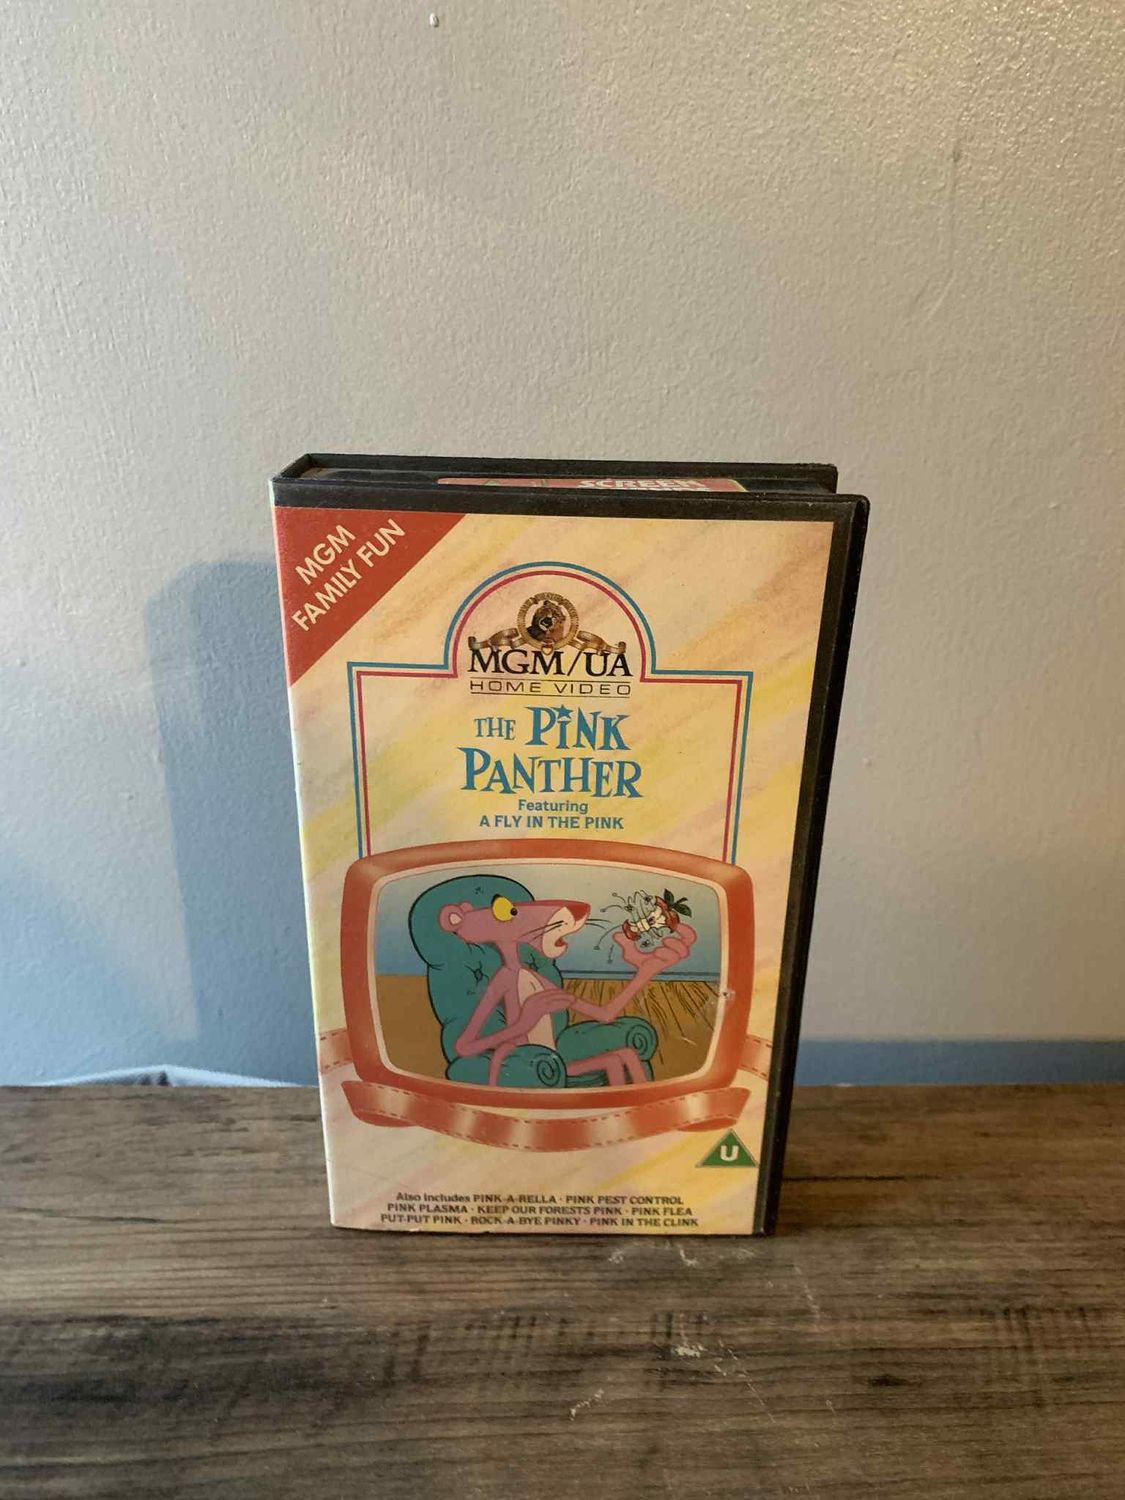 SCREEN
MGM
FAMILY FUN
MGM/UA
HOME VIDEO
THE PINK
PANTHER
Featuring
A FLY IN THE PINK
U
Also includes PINK-A-RELLA · PINK PEST CONTROL
PINK PLASMA · KEEP OUR FORESTS PINK · PINK FLEA
PUT-PUT PINK · ROCK-A-BYE PINKY · PINK IN THE CLINK